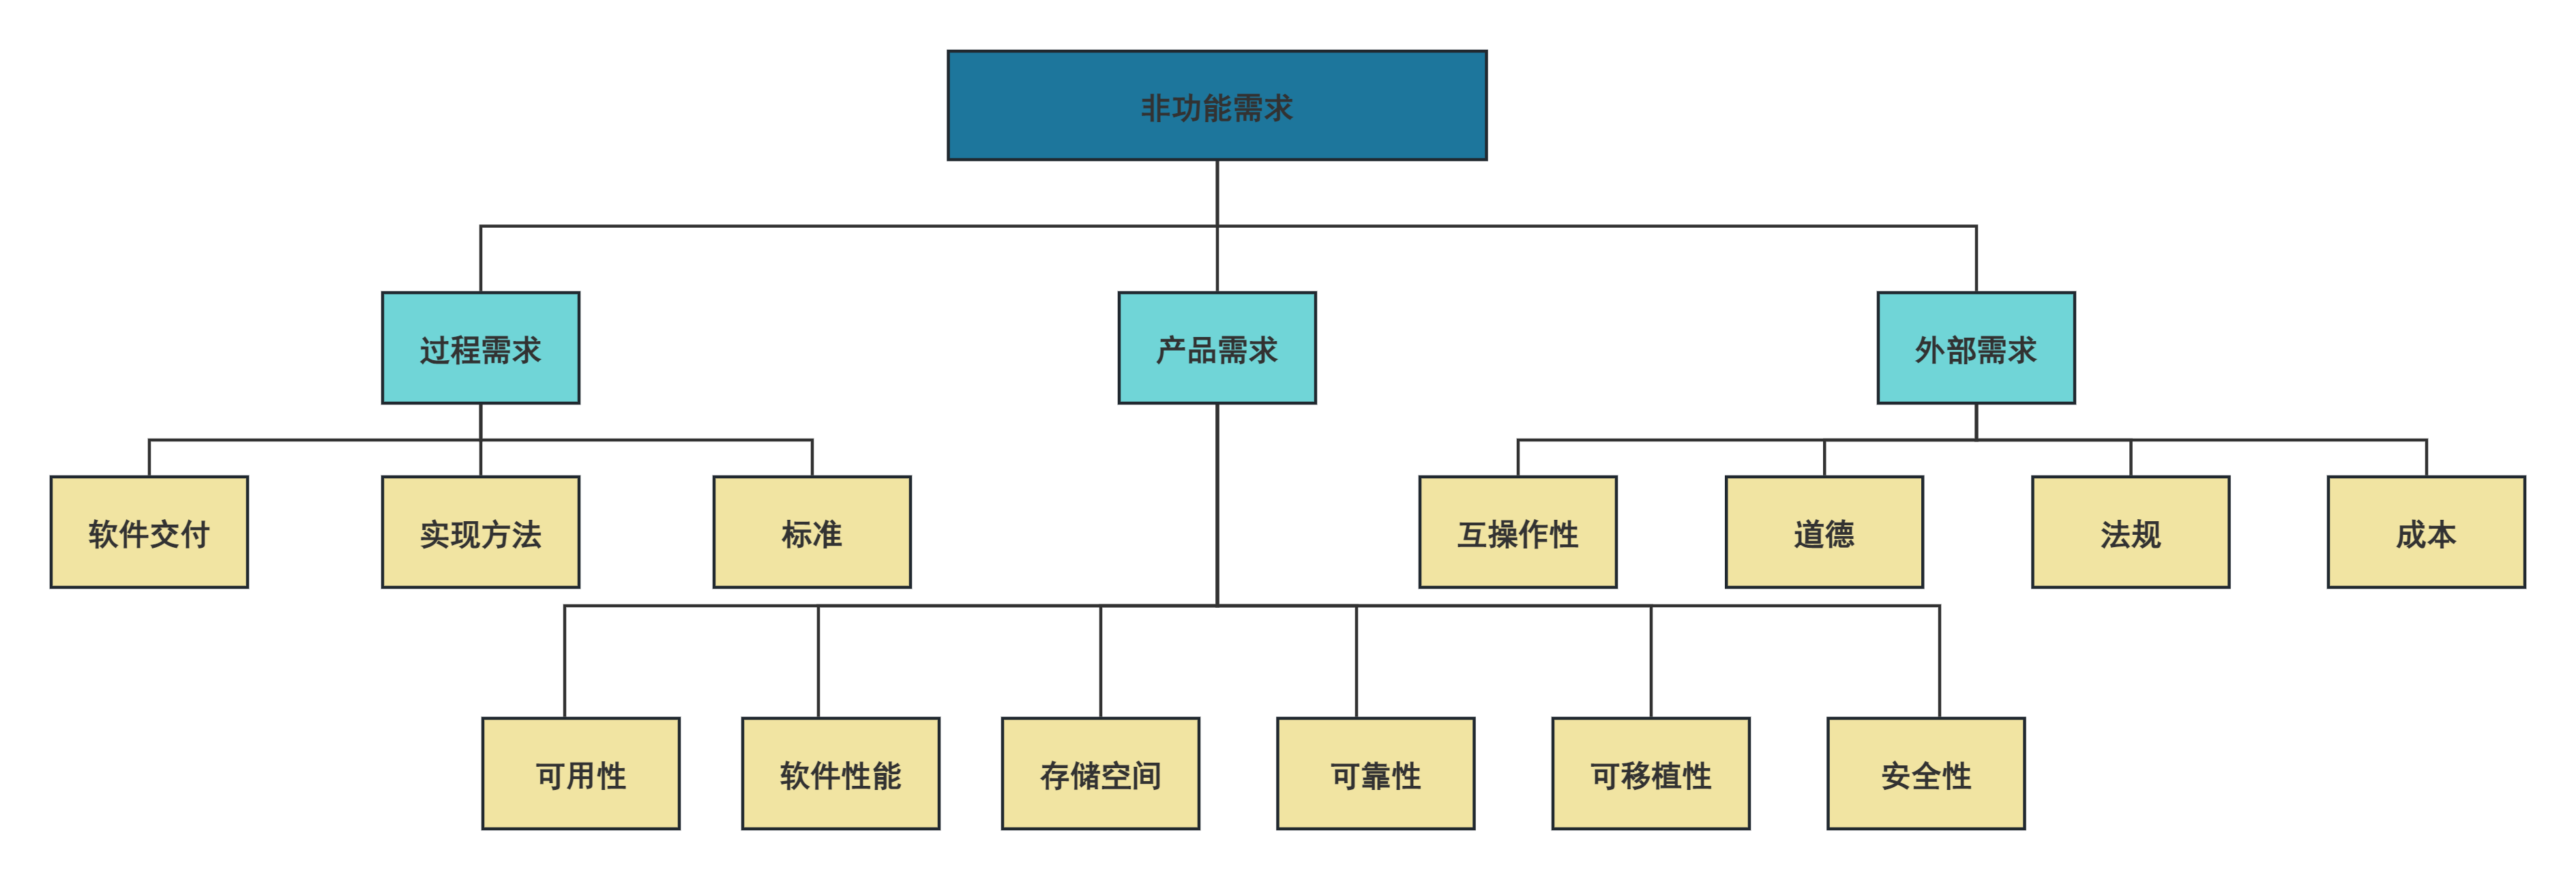 非功能需求
过程需求
产品需求
外部需求
软件交付
实现方法
标准
互操作性
道德
法规
成本
可用性
软件性能
存储空间
可靠性
可移植性
安全性